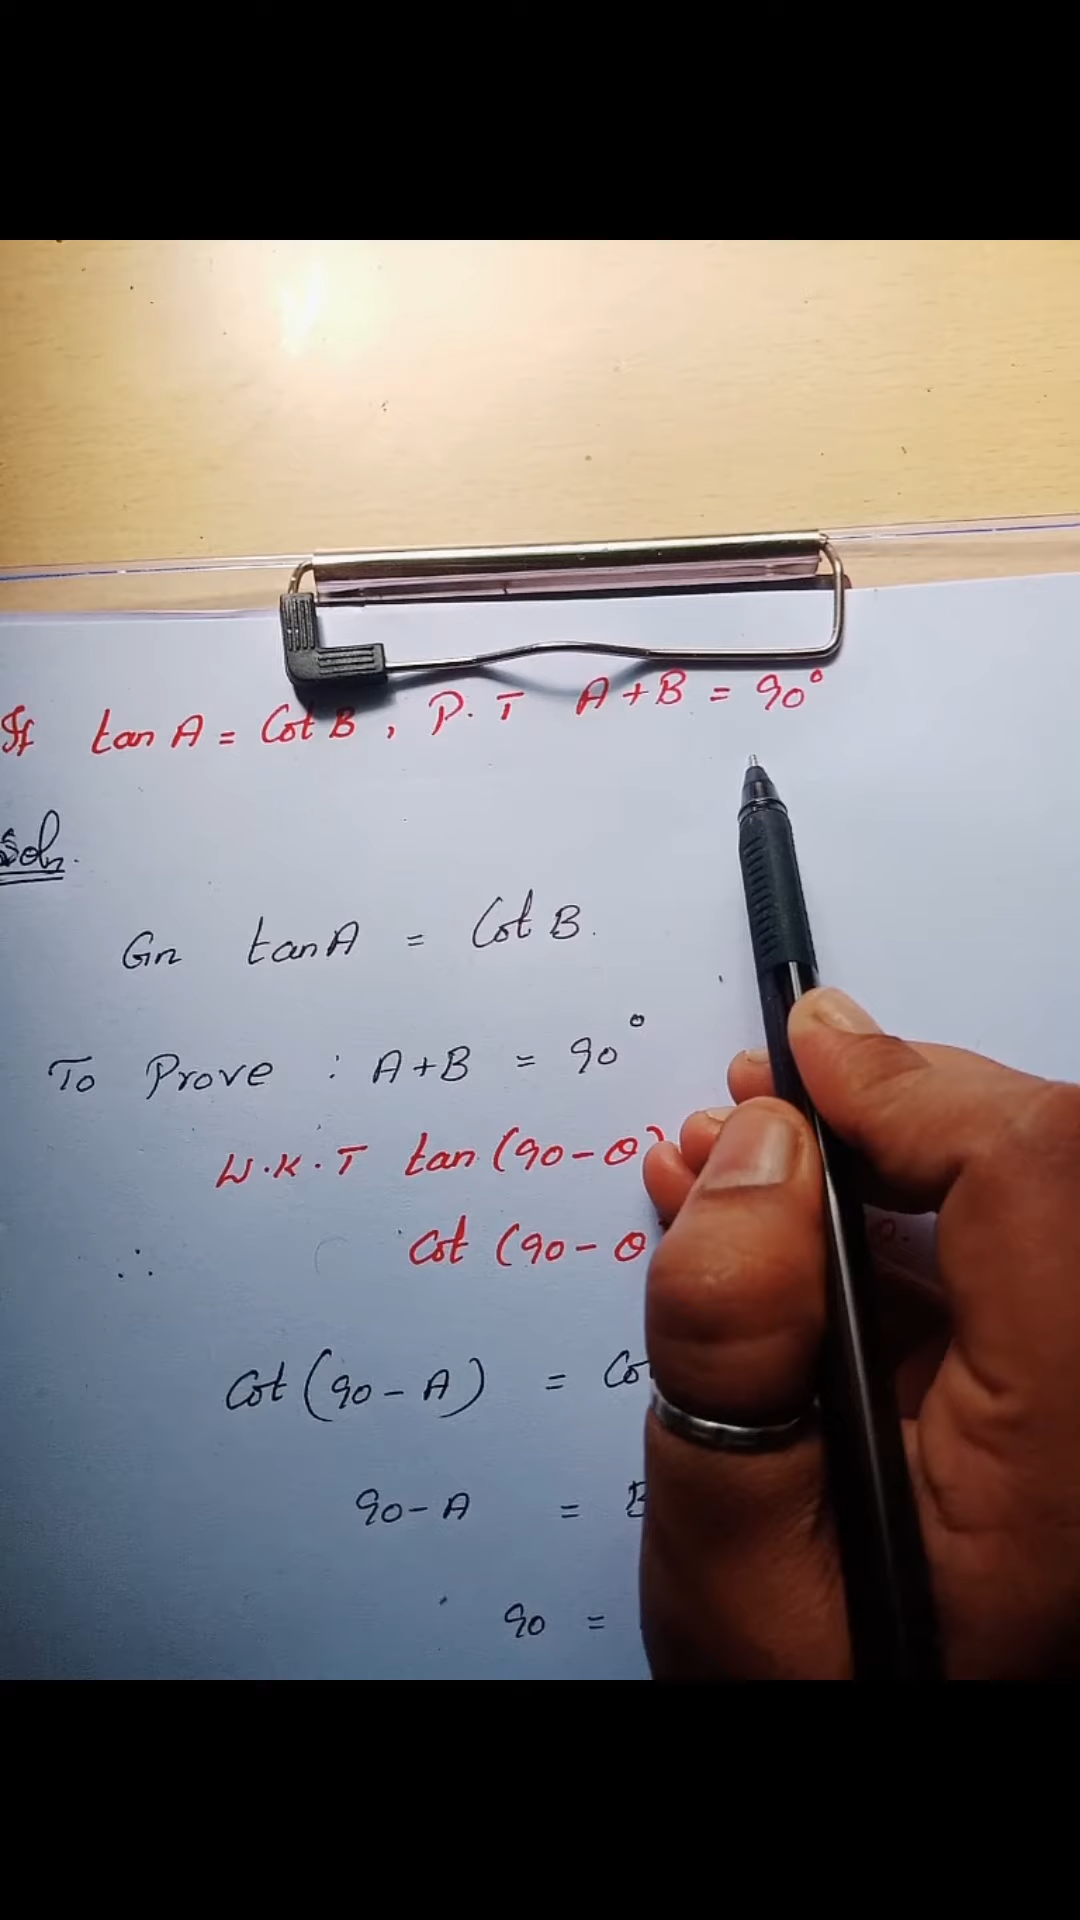 If tan A = Cot B, P.T A+B = 90°
Soln.
Gn tan A = Cot B.
To Prove : A+B = 90°
W.K.T tan (90-θ)
∴ Cot (90-θ
Cot (90-A) = Co
90-A = B
90 =